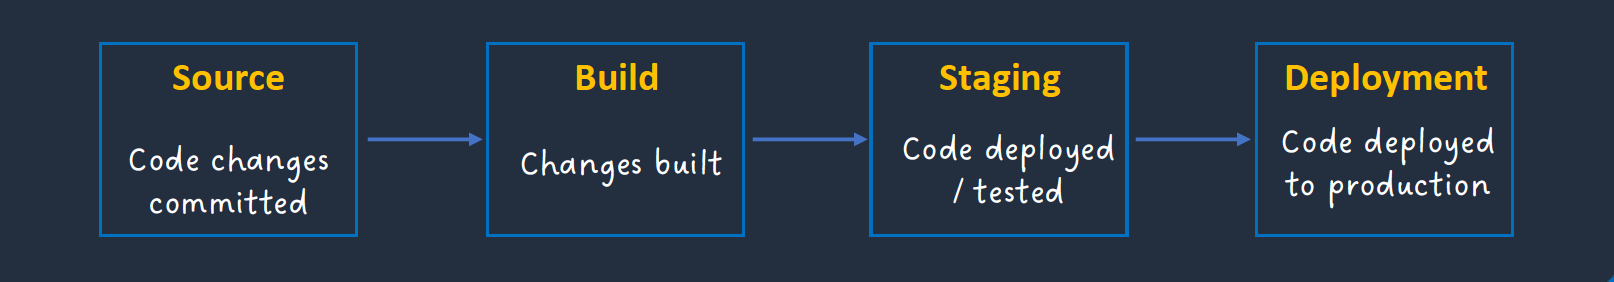 Source
Code changes
committed
Build
Changes built
Staging
Code deployed
/ tested
Deployment
Code deployed
to production